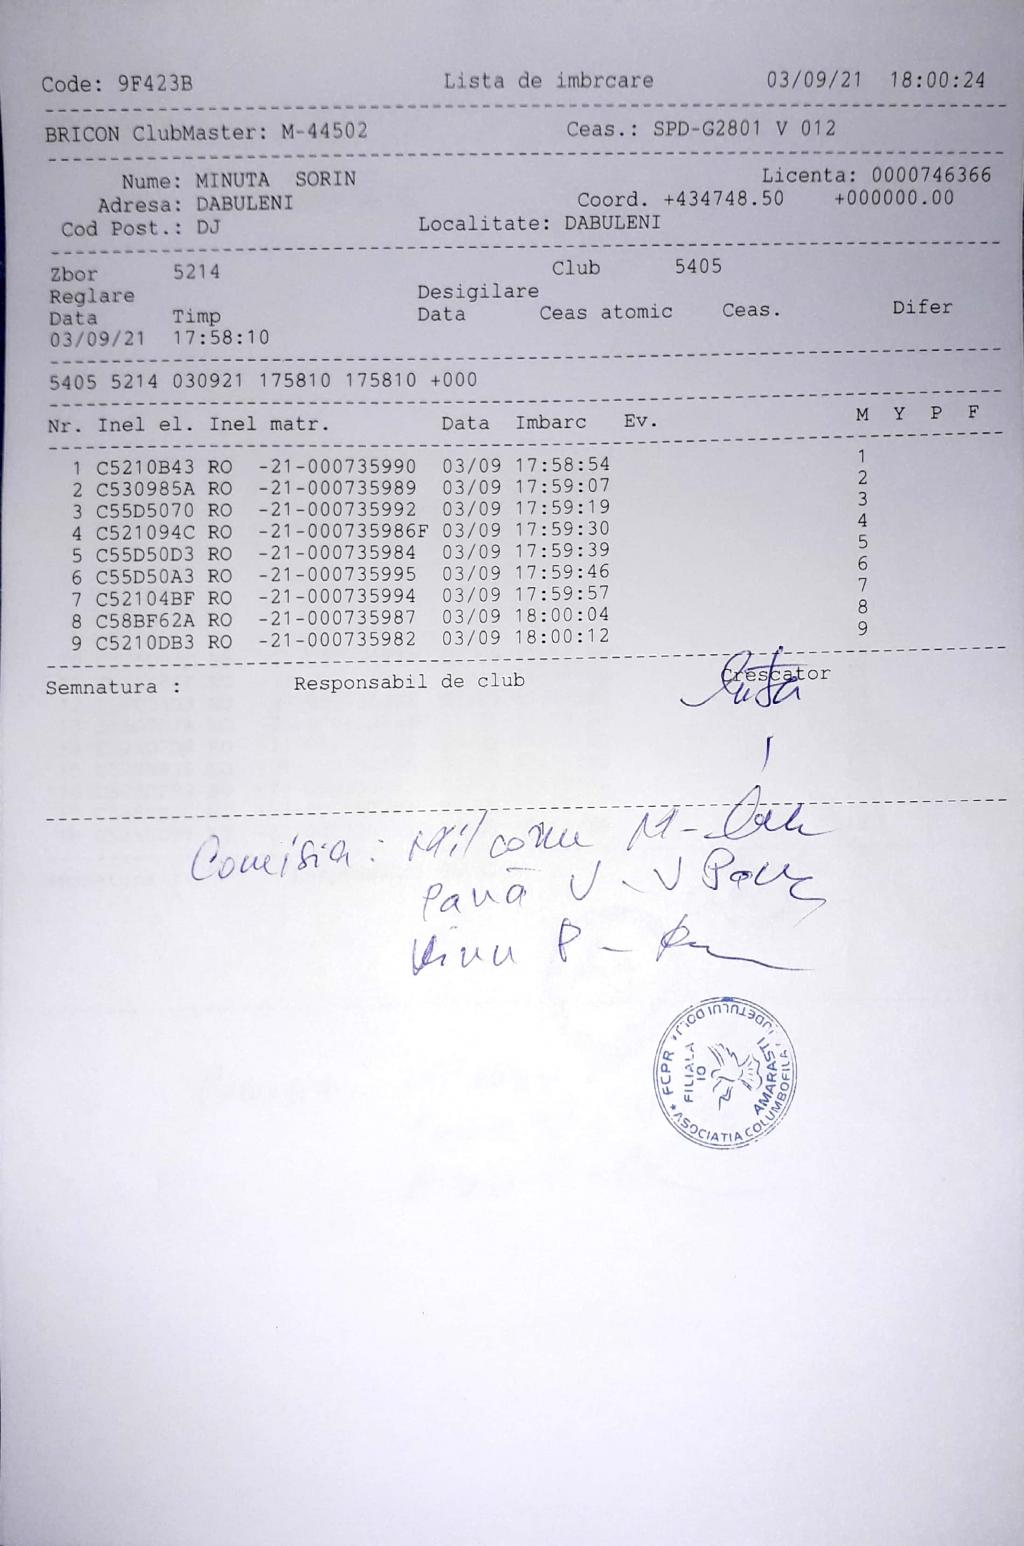 Code: 9F423B Lista de imbrcare 03/09/21 18:00:24
BRICON ClubMaster: M-44502 Ceas.: SPD-G2801 V 012
Nume: MINUTA SORIN Licenta: 0000746366
Adresa: DABULENI Coord. +434748.50 +000000.00
Cod Post.: DJ Localitate: DABULENI
Zbor 5214 Club 5405
Reglare Desigilare
Data Timp Data Ceas atomic Ceas. Difer
03/09/21 17:58:10
5405 5214 030921 175810 175810 +000
Nr. Inel el. Inel matr. Data Imbarc Ev. M Y P F
1 C5210B43 RO -21-000735990 03/09 17:58:54 1
2 C530985A RO -21-000735989 03/09 17:59:07 2
3 C55D5070 RO -21-000735992 03/09 17:59:19 3
4 C521094C RO -21-000735986F 03/09 17:59:30 4
5 C55D50D3 RO -21-000735984 03/09 17:59:39 5
6 C55D50A3 RO -21-000735995 03/09 17:59:46 6
7 C52104BF RO -21-000735994 03/09 17:59:57 7
8 C58BF62A RO -21-000735987 03/09 18:00:04 8
9 C5210DB3 RO -21-000735982 03/09 18:00:12 9
Semnatura : Responsabil de club Crescator
Comisia: M
Pană V
P
FCPR JUDETULUI DOLJ
FILIALA 10
AMARASTI
ASOCIATIA COLUMBOFILA